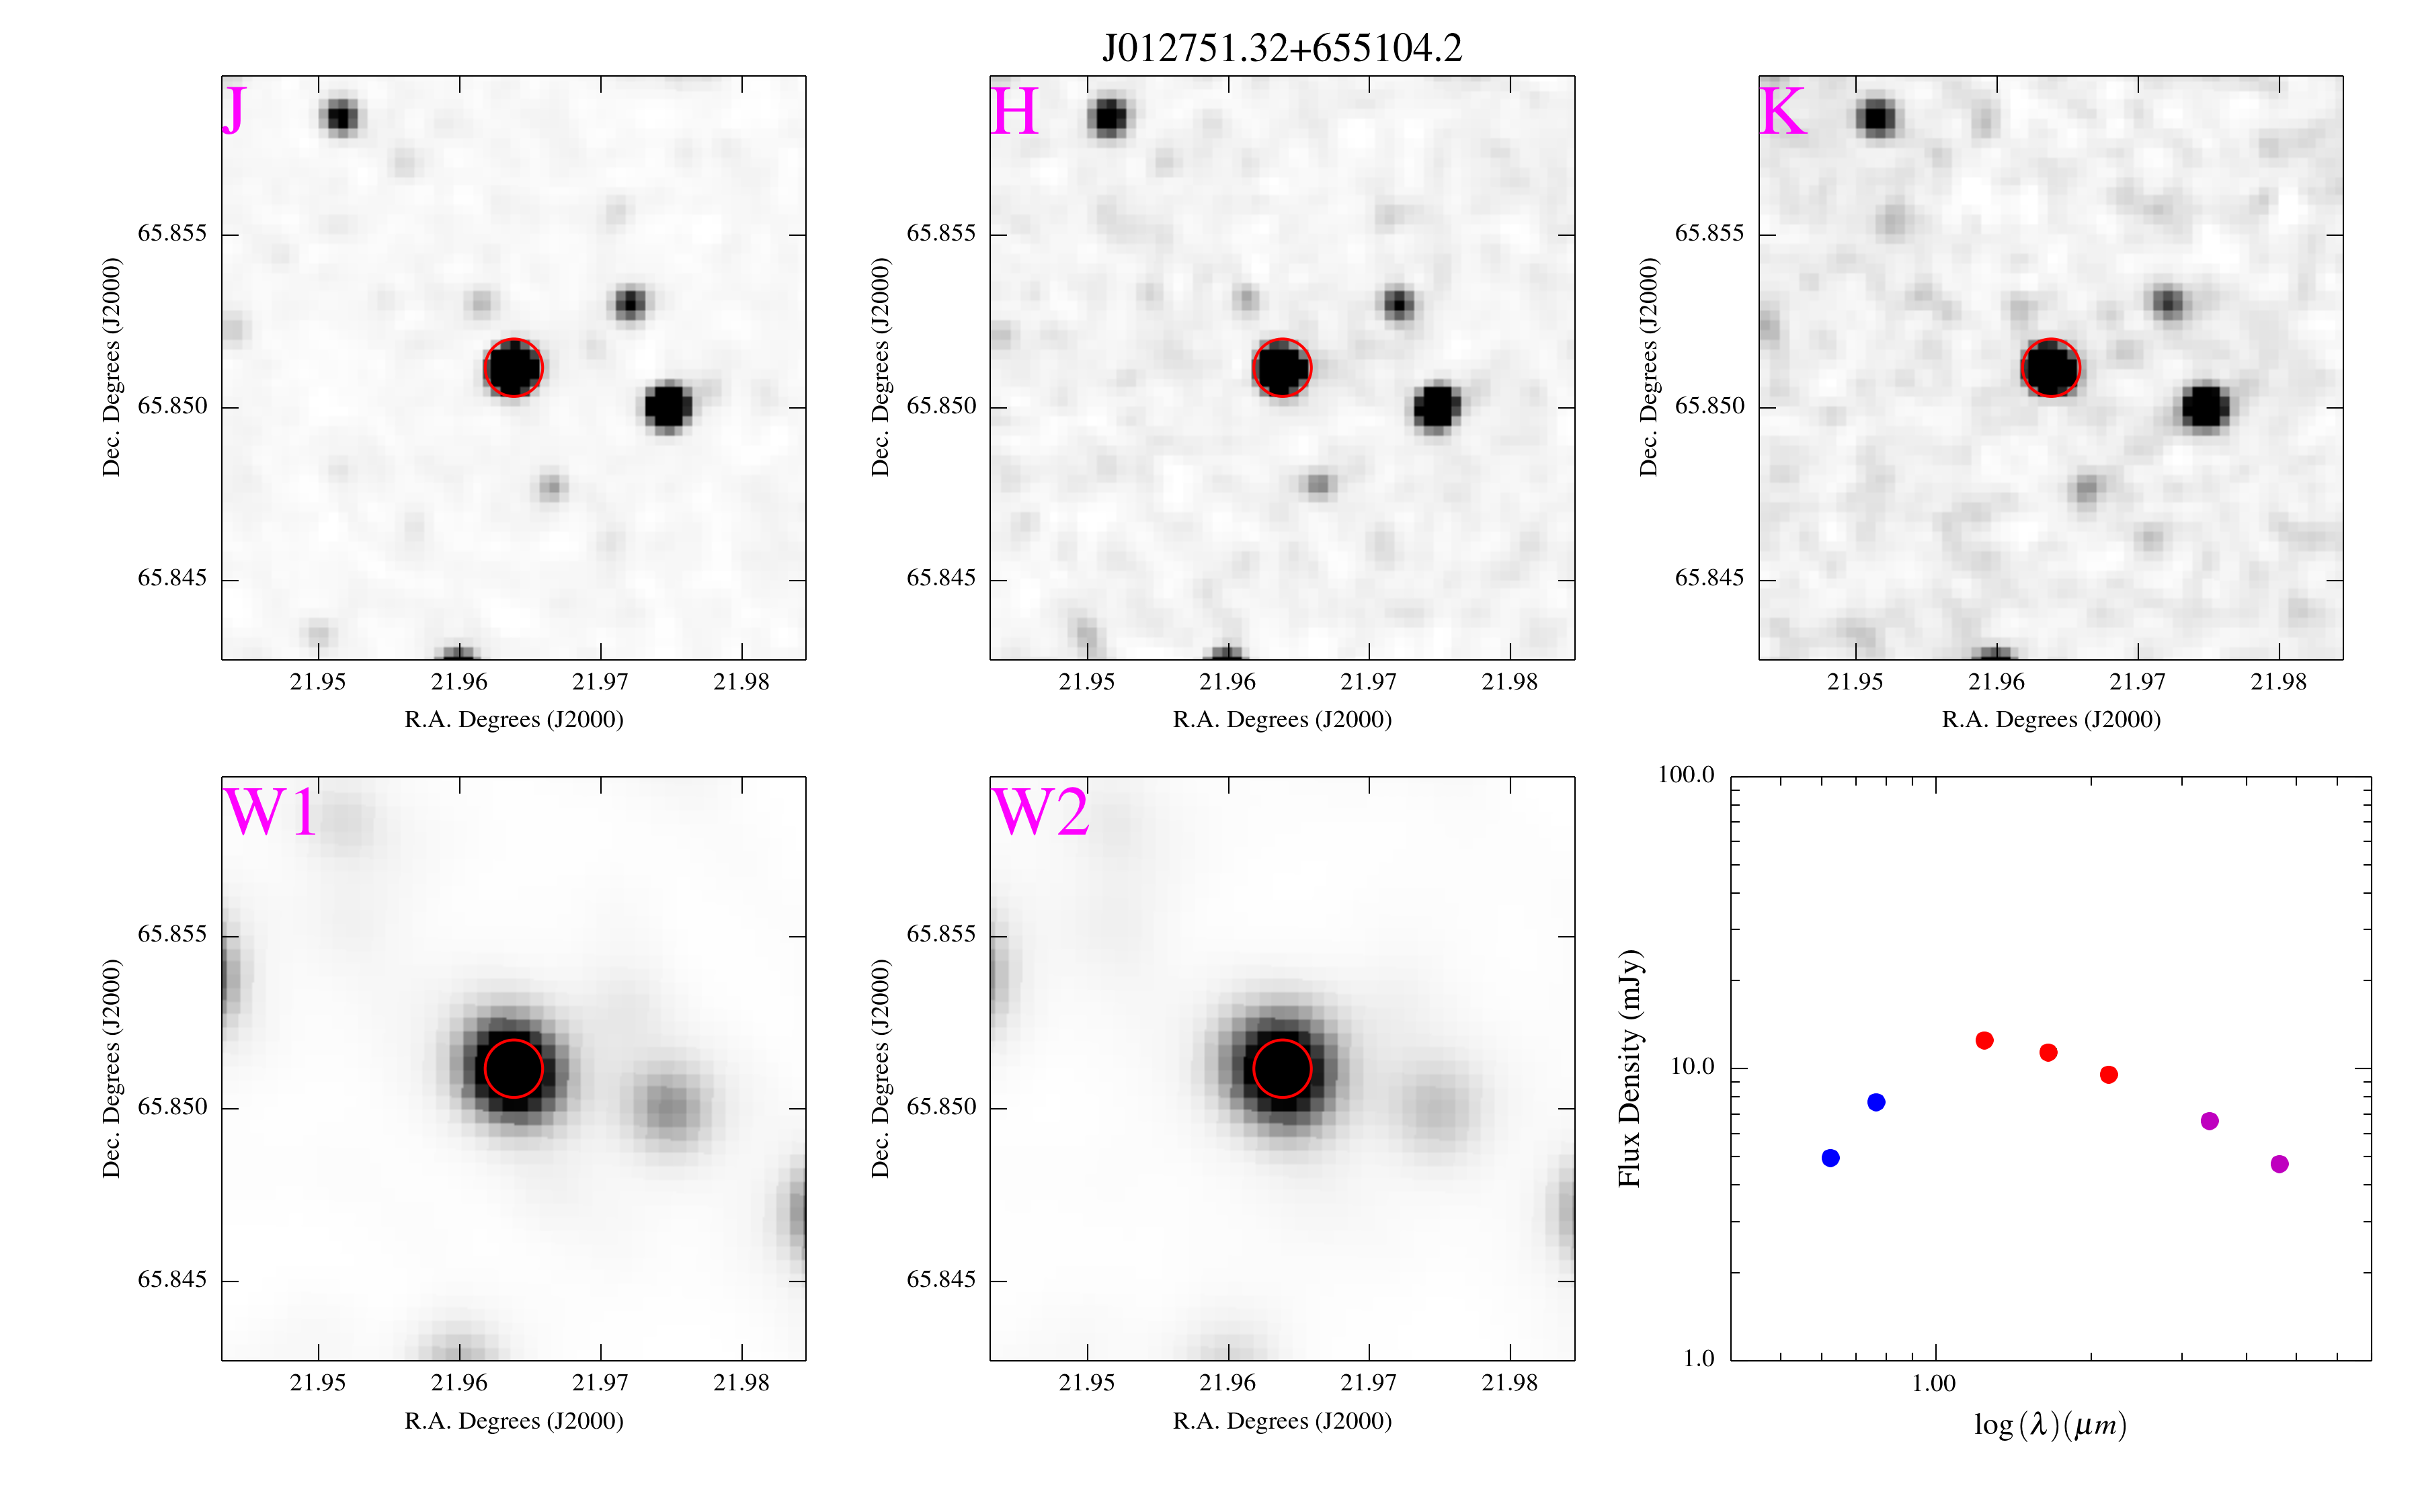 J012751.32+655104.2
J
65.855
65.850
65.845
Dec. Degrees (J2000)
21.95 21.96 21.97 21.98
R.A. Degrees (J2000)
H
65.855
65.850
65.845
Dec. Degrees (J2000)
21.95 21.96 21.97 21.98
R.A. Degrees (J2000)
K
65.855
65.850
65.845
Dec. Degrees (J2000)
21.95 21.96 21.97 21.98
R.A. Degrees (J2000)
W1
65.855
65.850
65.845
Dec. Degrees (J2000)
21.95 21.96 21.97 21.98
R.A. Degrees (J2000)
W2
65.855
65.850
65.845
Dec. Degrees (J2000)
21.95 21.96 21.97 21.98
R.A. Degrees (J2000)
100.0
10.0
1.0
Flux Density (mJy)
1.00
log(λ)(μm)